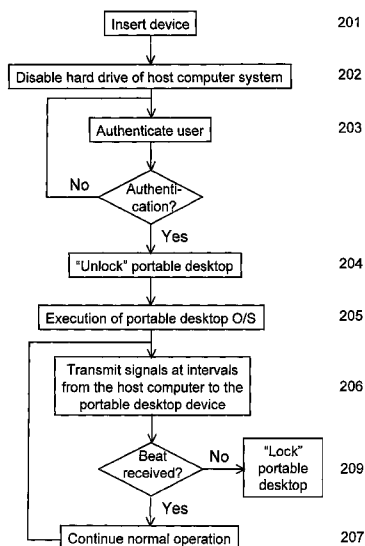 Insert device 201
Disable hard drive of host computer system 202
Authenticate user 203
No
Authenti-
cation?
Yes
"Unlock" portable desktop 204
Execution of portable desktop O/S 205
Transmit signals at intervals
from the host computer to the
portable desktop device
206
Beat
received?
No
"Lock"
portable
desktop
209
Yes
Continue normal operation 207